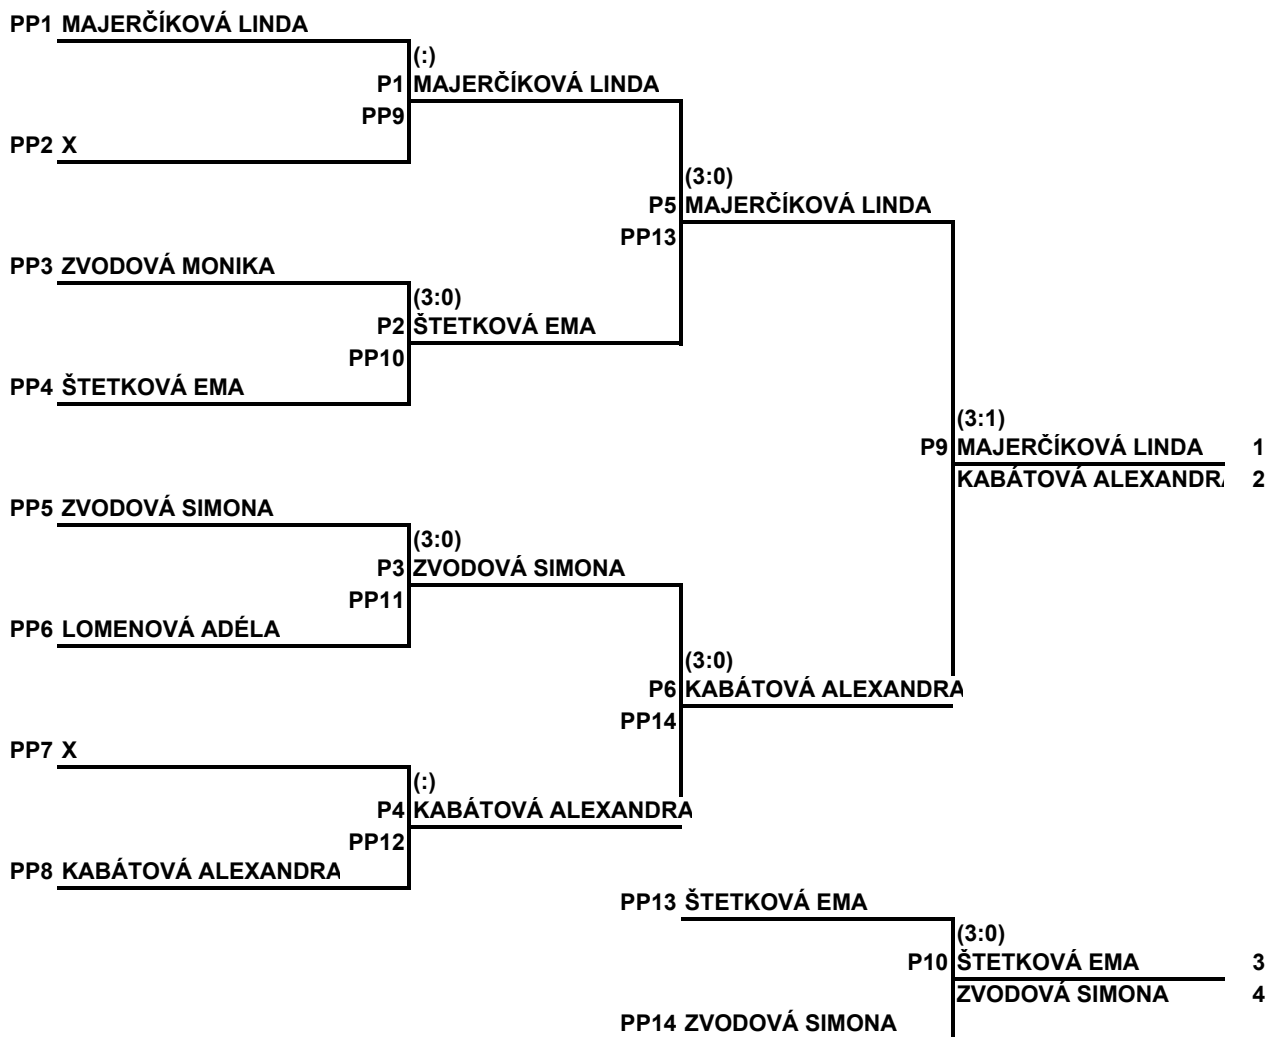 PP1 MAJERČÍKOVÁ LINDA
(:)
P1 MAJERČÍKOVÁ LINDA
PP9
PP2 X
(3:0)
P5 MAJERČÍKOVÁ LINDA
PP13
PP3 ZVODOVÁ MONIKA
(3:0)
P2 ŠTETKOVÁ EMA
PP10
PP4 ŠTETKOVÁ EMA
(3:1)
P9 MAJERČÍKOVÁ LINDA 1
KABÁTOVÁ ALEXANDRA 2
PP5 ZVODOVÁ SIMONA
(3:0)
P3 ZVODOVÁ SIMONA
PP11
PP6 LOMENOVÁ ADÉLA
(3:0)
P6 KABÁTOVÁ ALEXANDRA
PP14
PP7 X
(:)
P4 KABÁTOVÁ ALEXANDRA
PP12
PP8 KABÁTOVÁ ALEXANDRA
PP13 ŠTETKOVÁ EMA
(3:0)
P10 ŠTETKOVÁ EMA 3
ZVODOVÁ SIMONA 4
PP14 ZVODOVÁ SIMONA